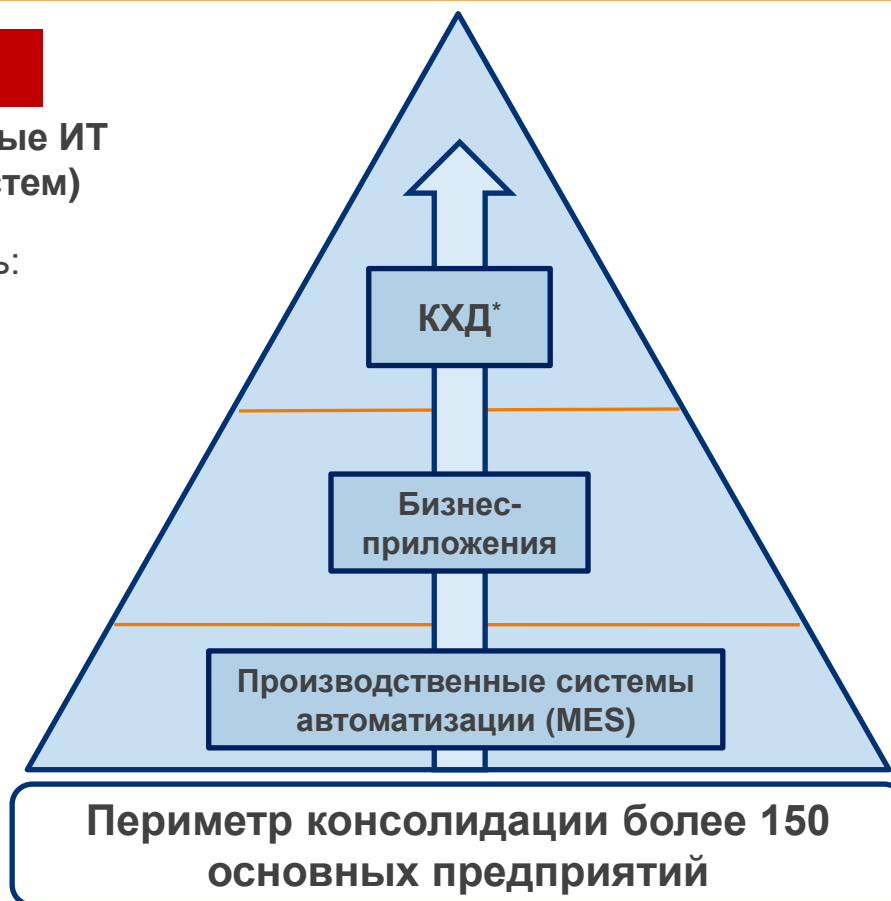 ые ИТ
стем)
ь:
КХД*
Бизнес-
приложения
Производственные системы
автоматизации (MES)
Периметр консолидации более 150
основных предприятий